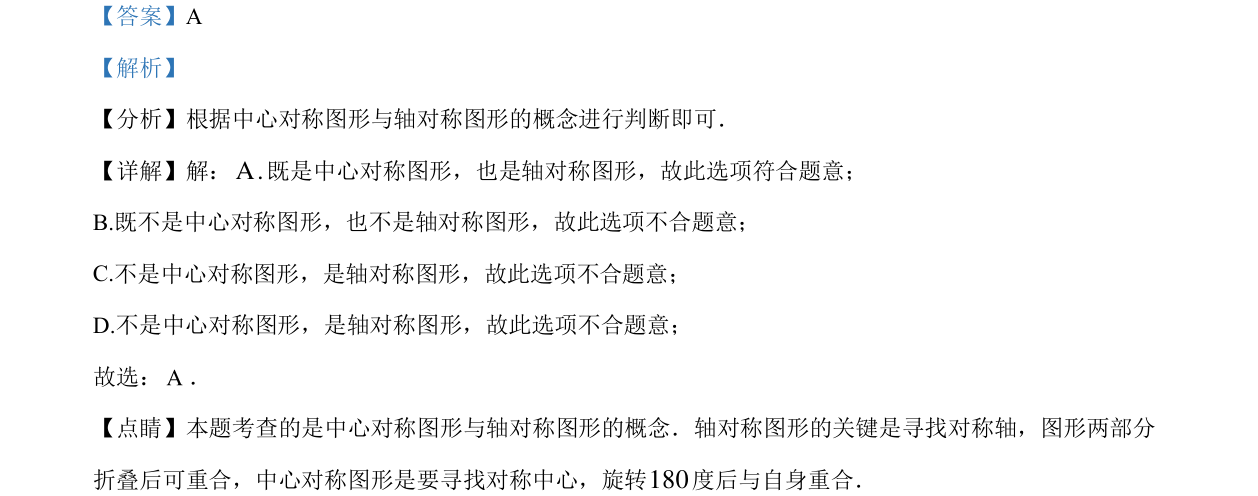 【答案】A
【解析】
【分析】根据中心对称图形与轴对称图形的概念进行判断即可．
【详解】解：A.既是中心对称图形，也是轴对称图形，故此选项符合题意；
B.既不是中心对称图形，也不是轴对称图形，故此选项不合题意；
C.不是中心对称图形，是轴对称图形，故此选项不合题意；
D.不是中心对称图形，是轴对称图形，故此选项不合题意；
故选：A．
【点睛】本题考查的是中心对称图形与轴对称图形的概念．轴对称图形的关键是寻找对称轴，图形两部分
折叠后可重合，中心对称图形是要寻找对称中心，旋转180度后与自身重合．